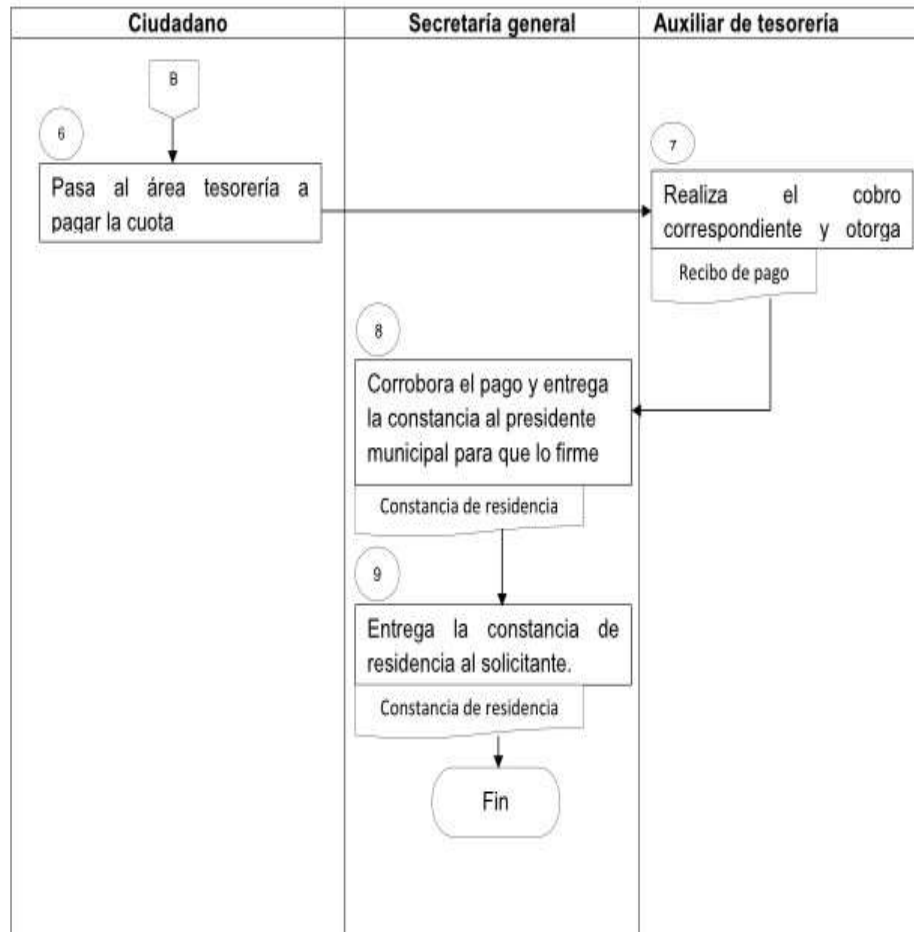 Ciudadano
Secretaría general
Auxiliar de tesorería
B
6
Pasa al área tesorería a
pagar la cuota
7
Realiza el cobro
correspondiente y otorga
Recibo de pago
8
Corrobora el pago y entrega
la constancia al presidente
municipal para que lo firme
Constancia de residencia
9
Entrega la constancia de
residencia al solicitante.
Constancia de residencia
Fin